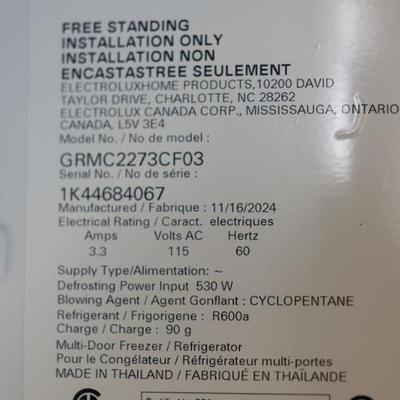 FREE STANDING
INSTALLATION ONLY
INSTALLATION NON
ENCASTASTREE SEULEMENT
ELECTROLUXHOME PRODUCTS,10200 DAVID
TAYLOR DRIVE, CHARLOTTE, NC 28262
ELECTROLUX CANADA CORP., MISSISSAUGA, ONTARIO
CANADA, L5V 3E4
Model No. / No de model :
GRMC2273CF03
Serial No. / No de série :
1K44684067
Manufactured / Fabrique : 11/16/2024
Electrical Rating / Caract. electriques
Amps Volts AC Hertz
3.3 115 60
Supply Type/Alimentation: ~
Defrosting Power Input 530 W
Blowing Agent / Agent Gonflant : CYCLOPENTANE
Refrigerant / Frigorigene : R600a
Charge / Charge : 90 g
Multi-Door Freezer / Refrigerator
Pour le Congélateur / Réfrigérateur multi-portes
MADE IN THAILAND / FABRIQUÉ EN THAÏLANDE